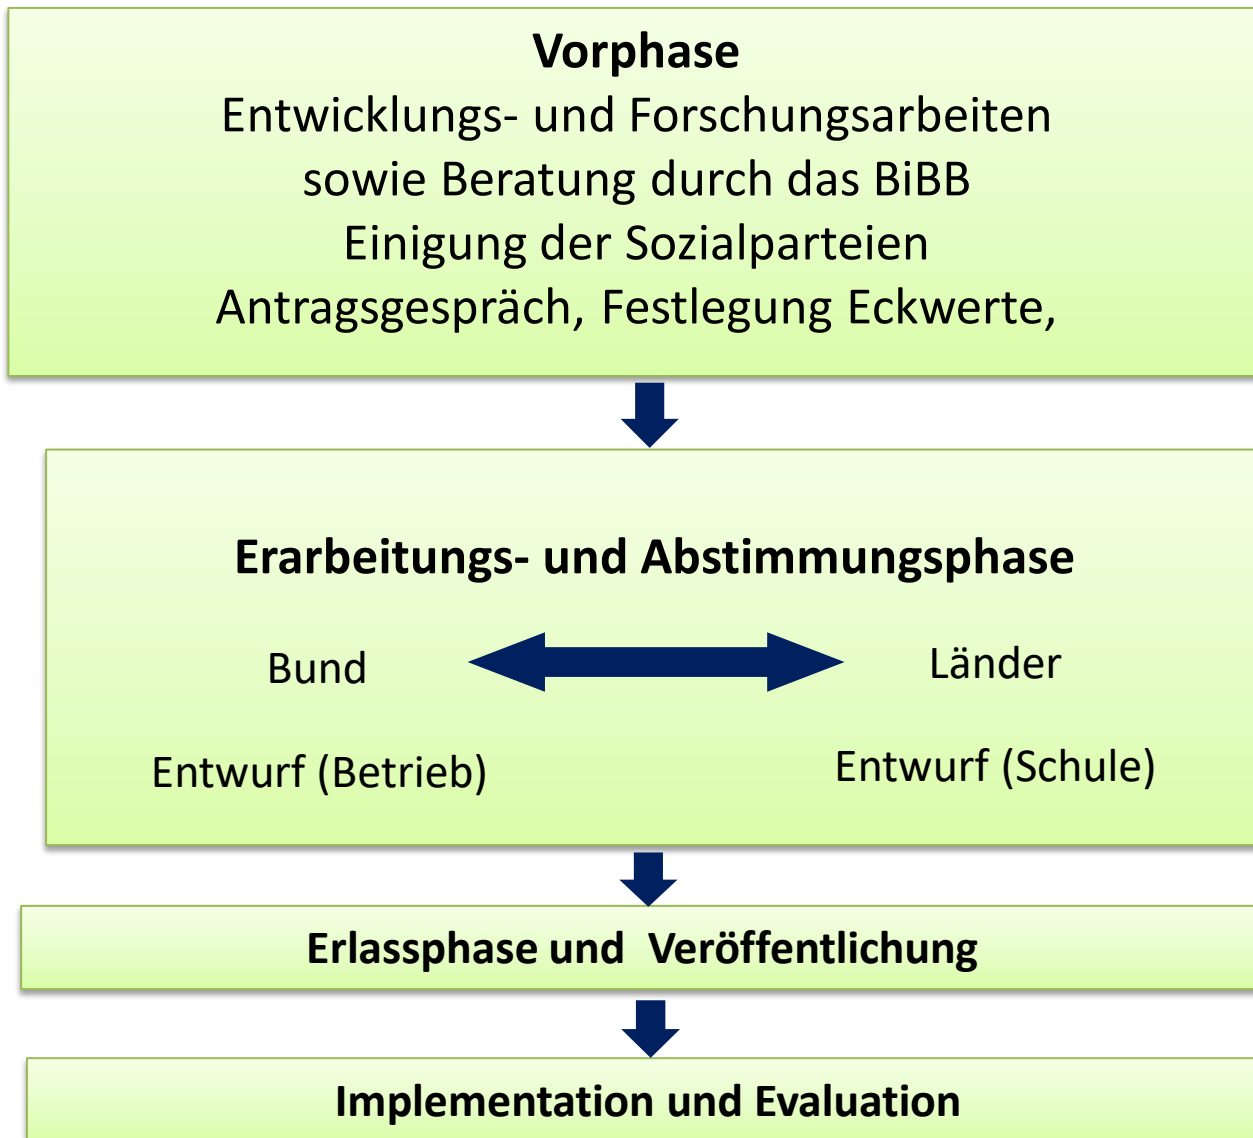 Vorphase
Entwicklungs- und Forschungsarbeiten
sowie Beratung durch das BiBB
Einigung der Sozialparteien
Antragsgespräch, Festlegung Eckwerte,
Erarbeitungs- und Abstimmungsphase
Bund
Länder
Entwurf (Betrieb)
Entwurf (Schule)
Erlassphase und  Veröffentlichung
Implementation und Evaluation